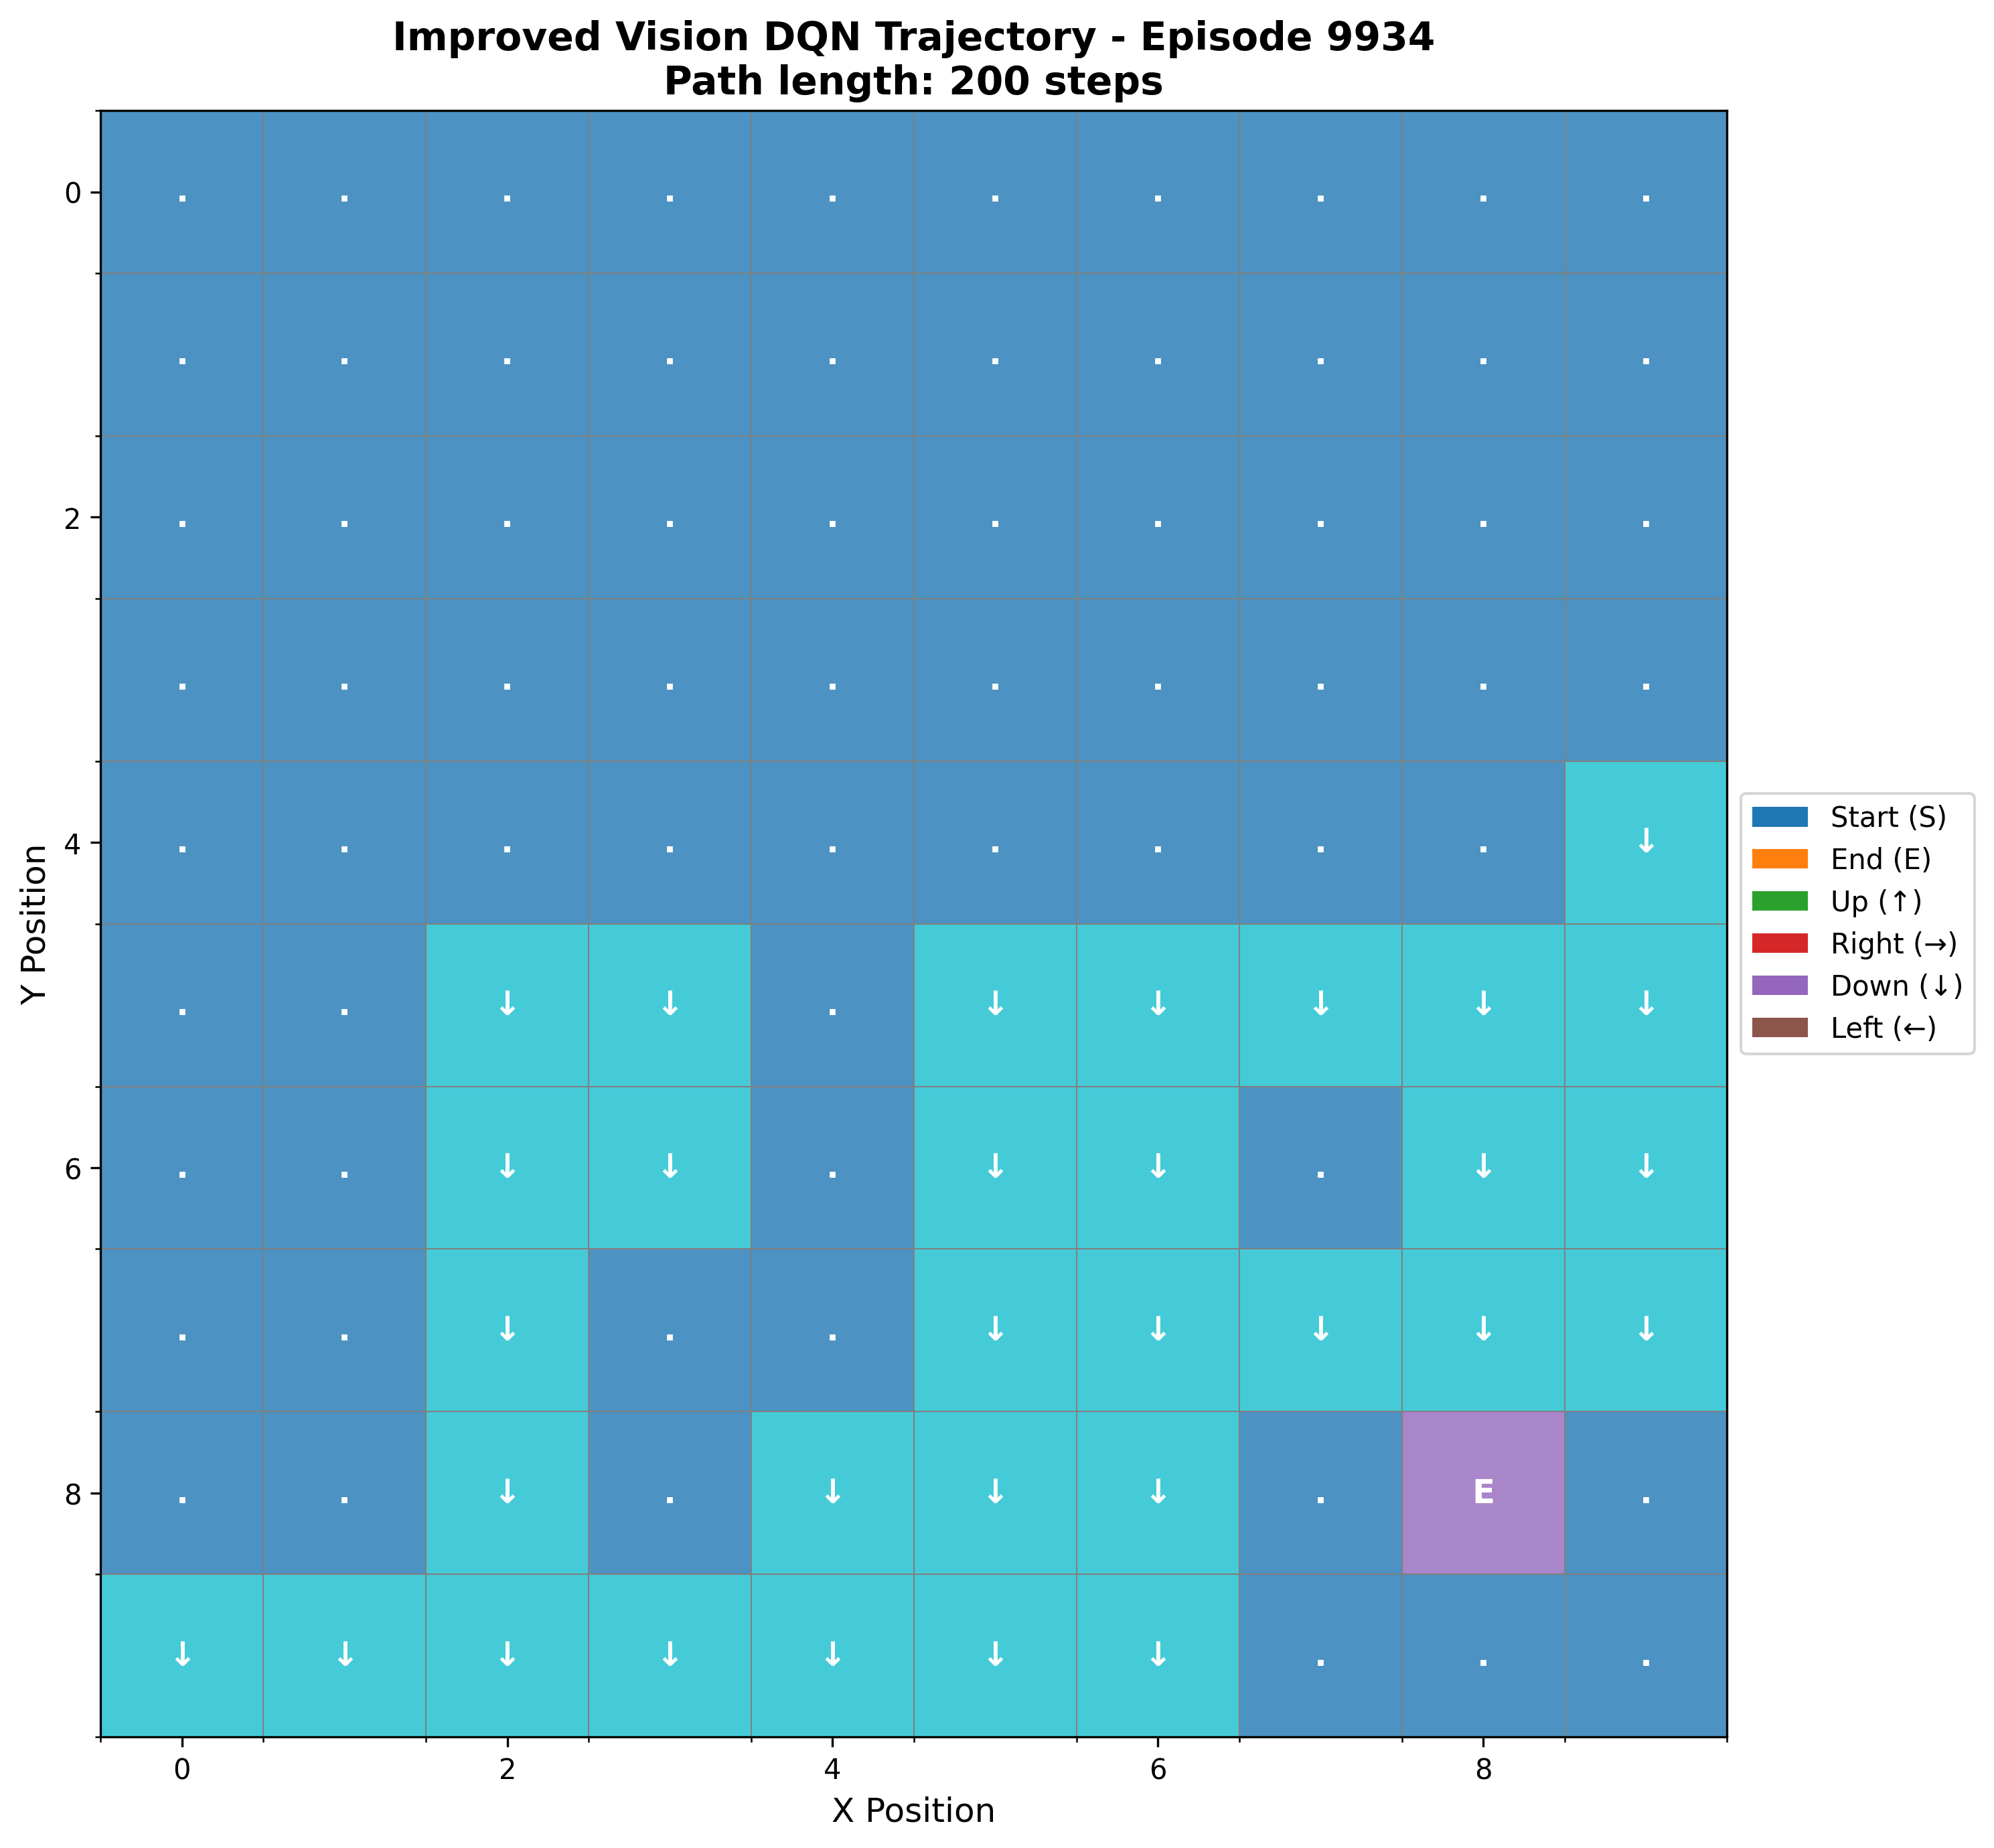 Improved Vision DQN Trajectory - Episode 9934
Path length: 200 steps
0 . . . . . . . . . .
. . . . . . . . . .
2 . . . . . . . . . .
. . . . . . . . . .
4 . . . . . . . . . ↓
. . ↓ ↓ . ↓ ↓ ↓ ↓ ↓
6 . . ↓ ↓ . ↓ ↓ . ↓ ↓
. . ↓ . . ↓ ↓ ↓ ↓ ↓
8 . . ↓ . ↓ ↓ ↓ . E .
↓ ↓ ↓ ↓ ↓ ↓ ↓ . . .
0 2 4 6 8
X Position
Y Position
Start (S)
End (E)
Up (↑)
Right (→)
Down (↓)
Left (←)